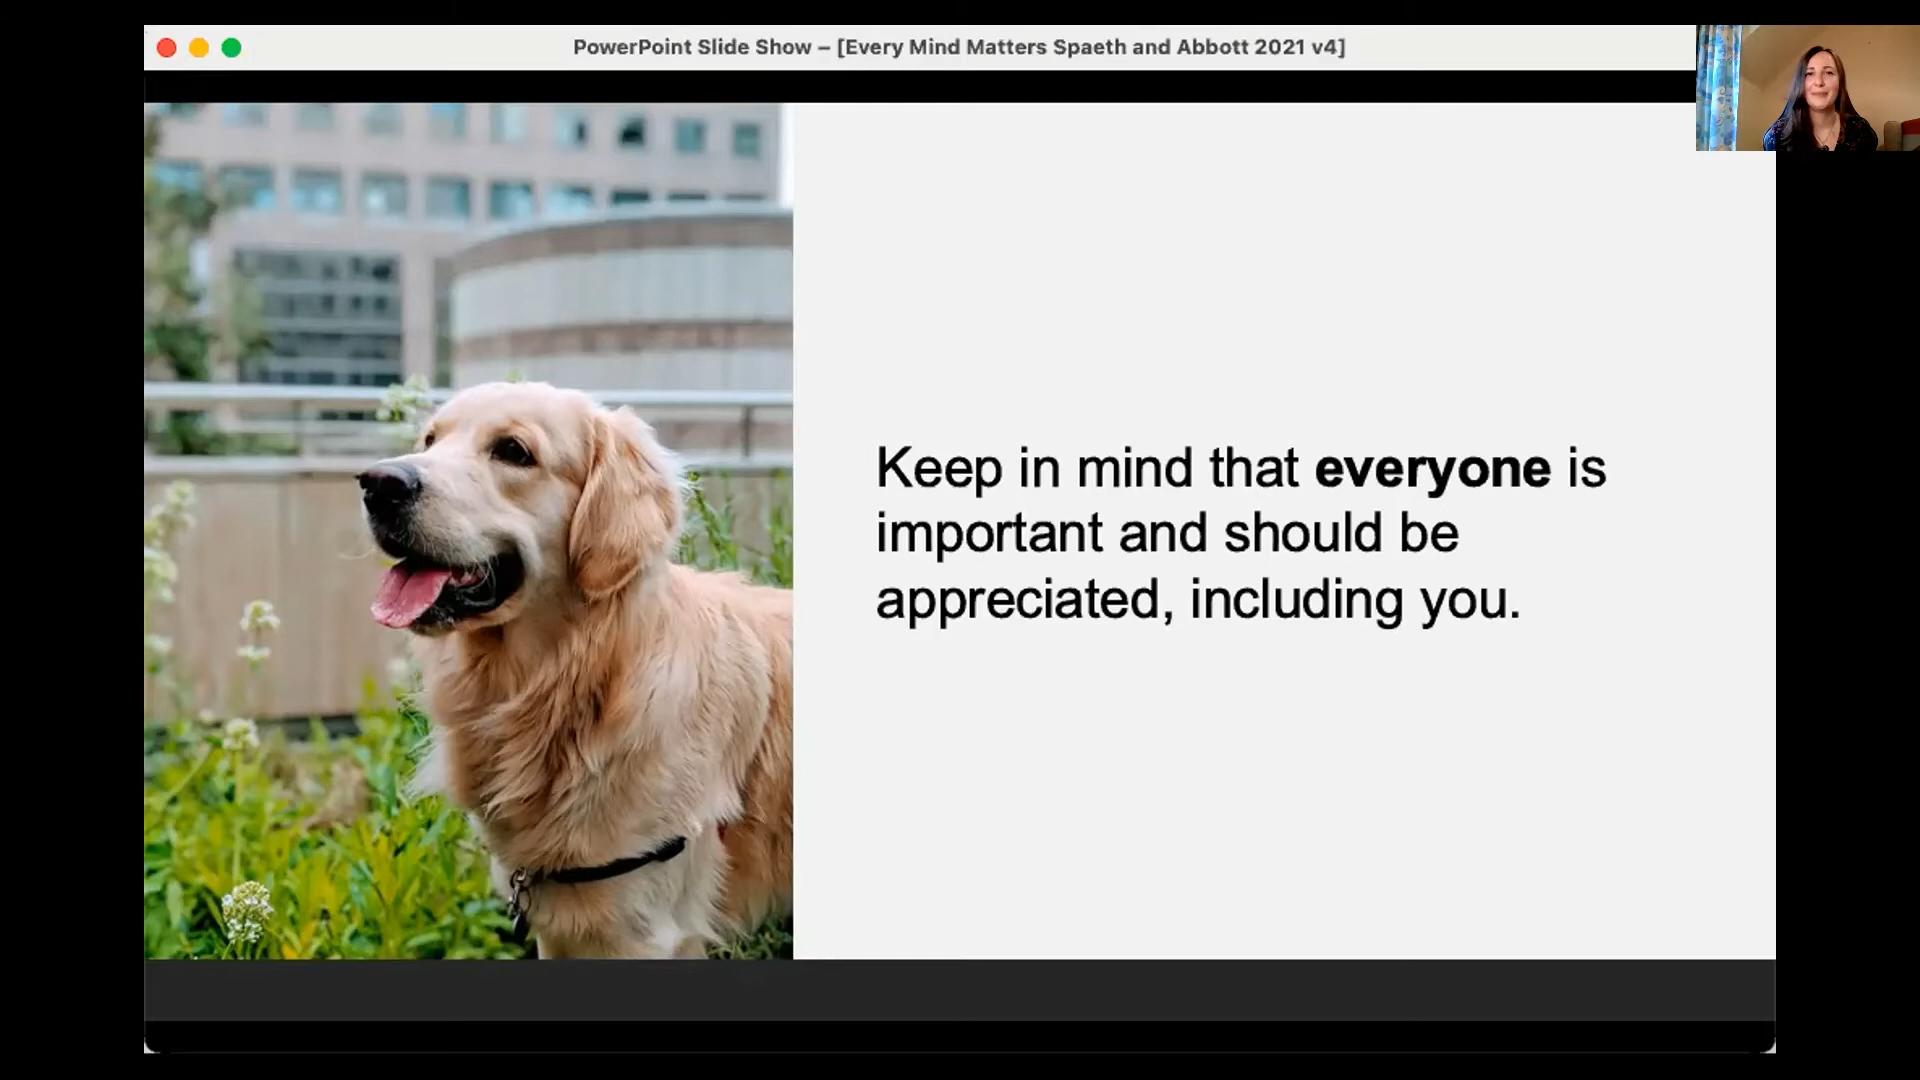 PowerPoint Slide Show – [Every Mind Matters Spaeth and Abbott 2021 v4]
Keep in mind that everyone is
important and should be
appreciated, including you.